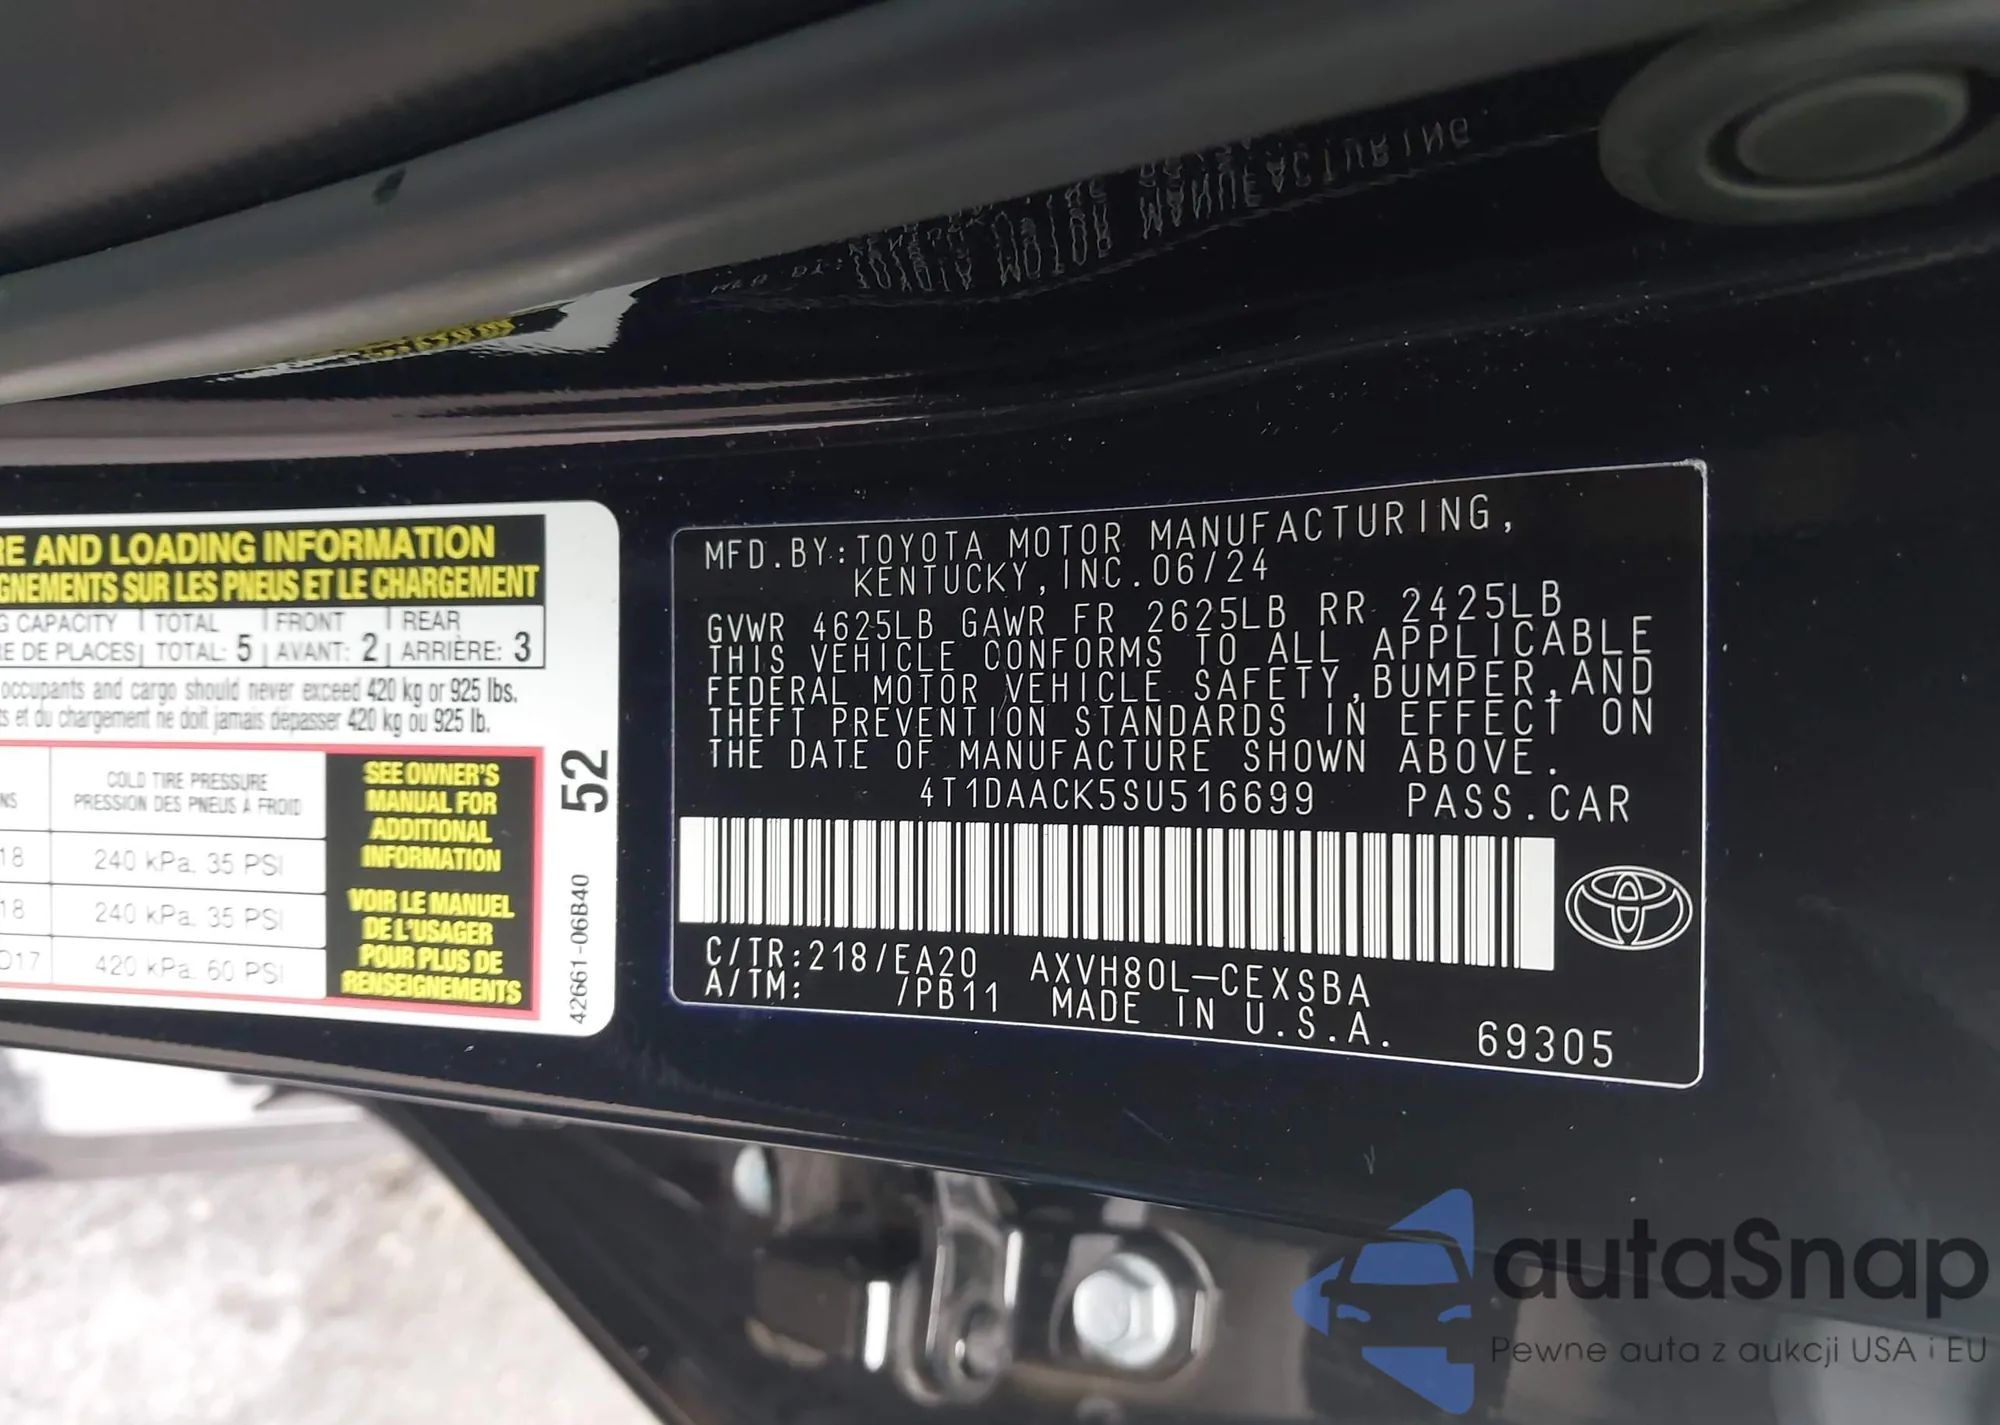 RE AND LOADING INFORMATION
GNEMENTS SUR LES PNEUS ET LE CHARGEMENT
G CAPACITY TOTAL FRONT REAR
RE DE PLACES TOTAL: 5 AVANT: 2 ARRIÈRE: 3
occupants and cargo should never exceed 420 kg or 925 lbs.
ts et du chargement ne doit jamais dépasser 420 kg ou 925 lb.
COLD TIRE PRESSURE
NS PRESSION DES PNEUS À FROID
18 240 kPa, 35 PSI
18 240 kPa, 35 PSI
D17 420 kPa, 60 PSI
SEE OWNER'S
MANUAL FOR
ADDITIONAL
INFORMATION
VOIR LE MANUEL
DE L'USAGER
POUR PLUS DE
RENSEIGNEMENTS
52
42661-06B40
MFD.BY:TOYOTA MOTOR MANUFACTURING,
KENTUCKY,INC.06/24
GVWR 4625LB GAWR FR 2625LB RR 2425LB
THIS VEHICLE CONFORMS TO ALL APPLICABLE
FEDERAL MOTOR VEHICLE SAFETY,BUMPER,AND
THEFT PREVENTION STANDARDS IN EFFECT ON
THE DATE OF MANUFACTURE SHOWN ABOVE.
4T1DAACK5SU516699 PASS.CAR
C/TR:218/EA20 AXVH80L-CEXSBA
A/TM: /PB11 MADE IN U.S.A. 69305
autaSnap
Pewne auta z aukcji USA i EU